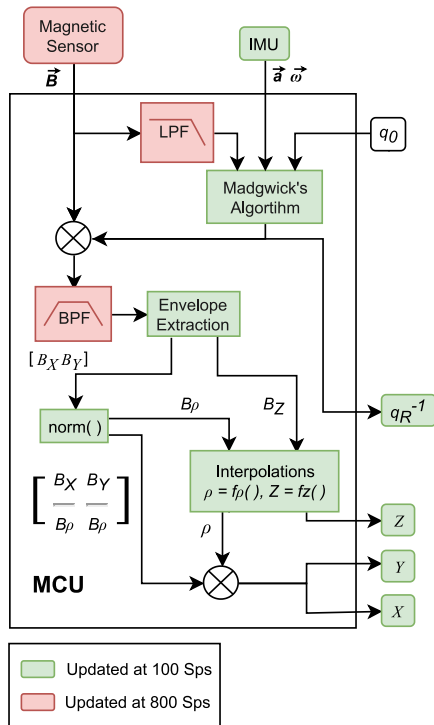 Magnetic
Sensor
IMU
B⃗
a⃗ ω⃗
LPF
q0
Madgwick's
Algortihm
BPF
Envelope
Extraction
[BX BY]
Bρ
BZ
qR-1
norm( )
Interpolations
ρ = fρ( ), Z = fz( )
BX BY
Bρ Bρ
Z
ρ
Y
MCU
X
Updated at 100 Sps
Updated at 800 Sps